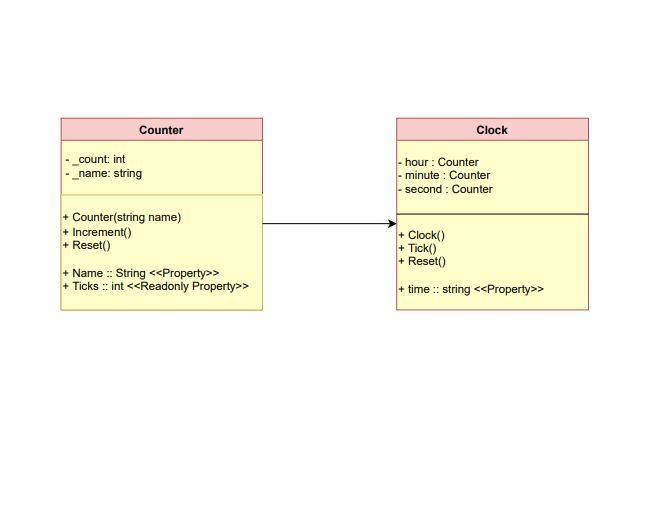 Counter
- _count: int
- _name: string
+ Counter(string name)
+ Increment()
+ Reset()
+ Name :: String <<Property>>
+ Ticks :: int <<Readonly Property>>
Clock
- hour : Counter
- minute : Counter
- second : Counter
+ Clock()
+ Tick()
+ Reset()
+ time :: string <<Property>>